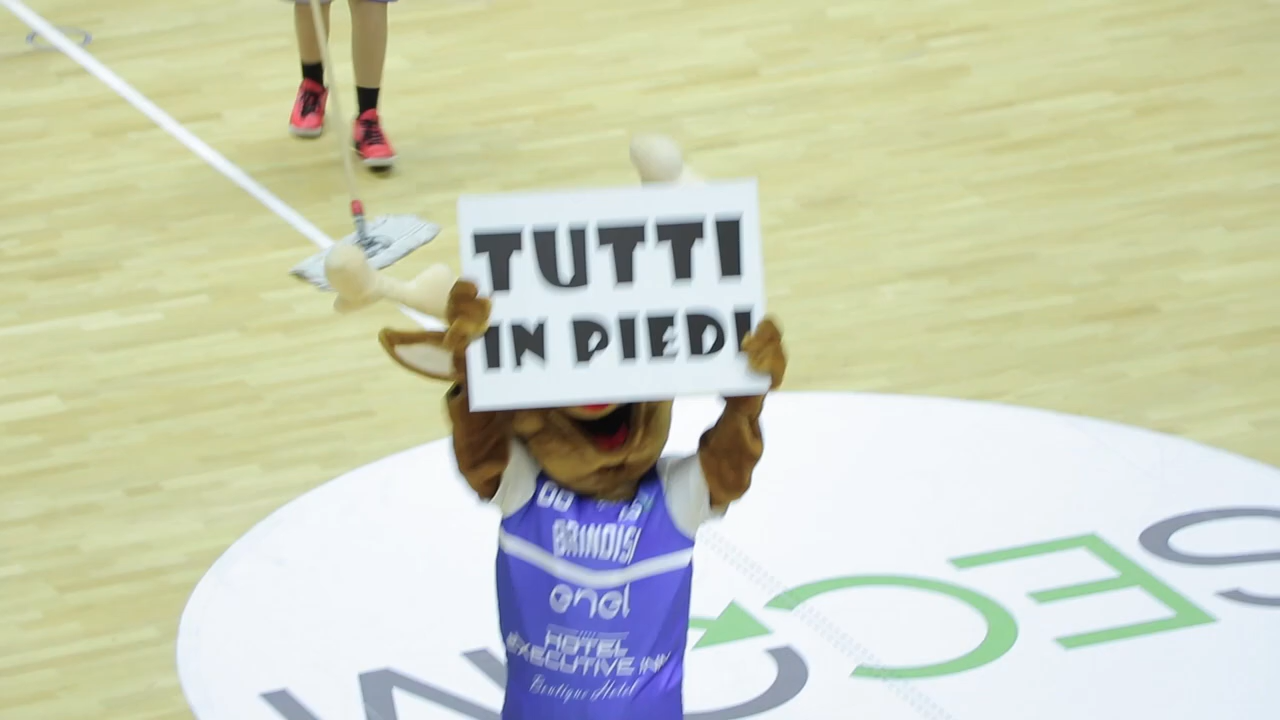 TUTTI
IN PIEDI
BRINDISI
enel
HOTEL
EXECUTIVE INN
Boutique Hotel